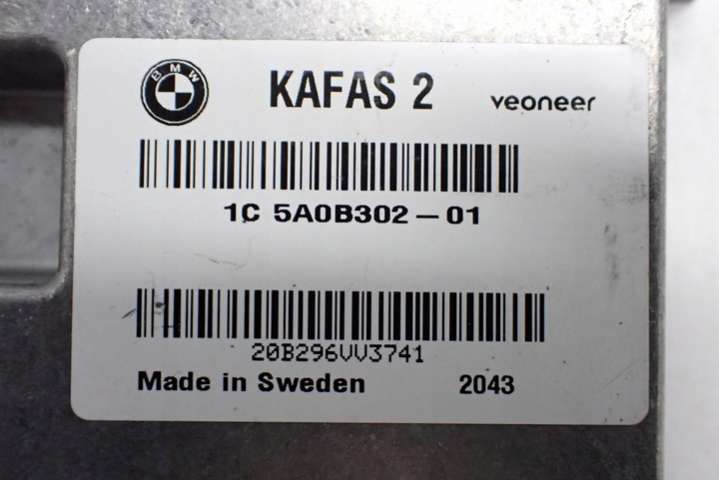 BMW KAFAS 2 veoneer
1C 5A0B302-01
20B296VV3741
Made in Sweden 2043